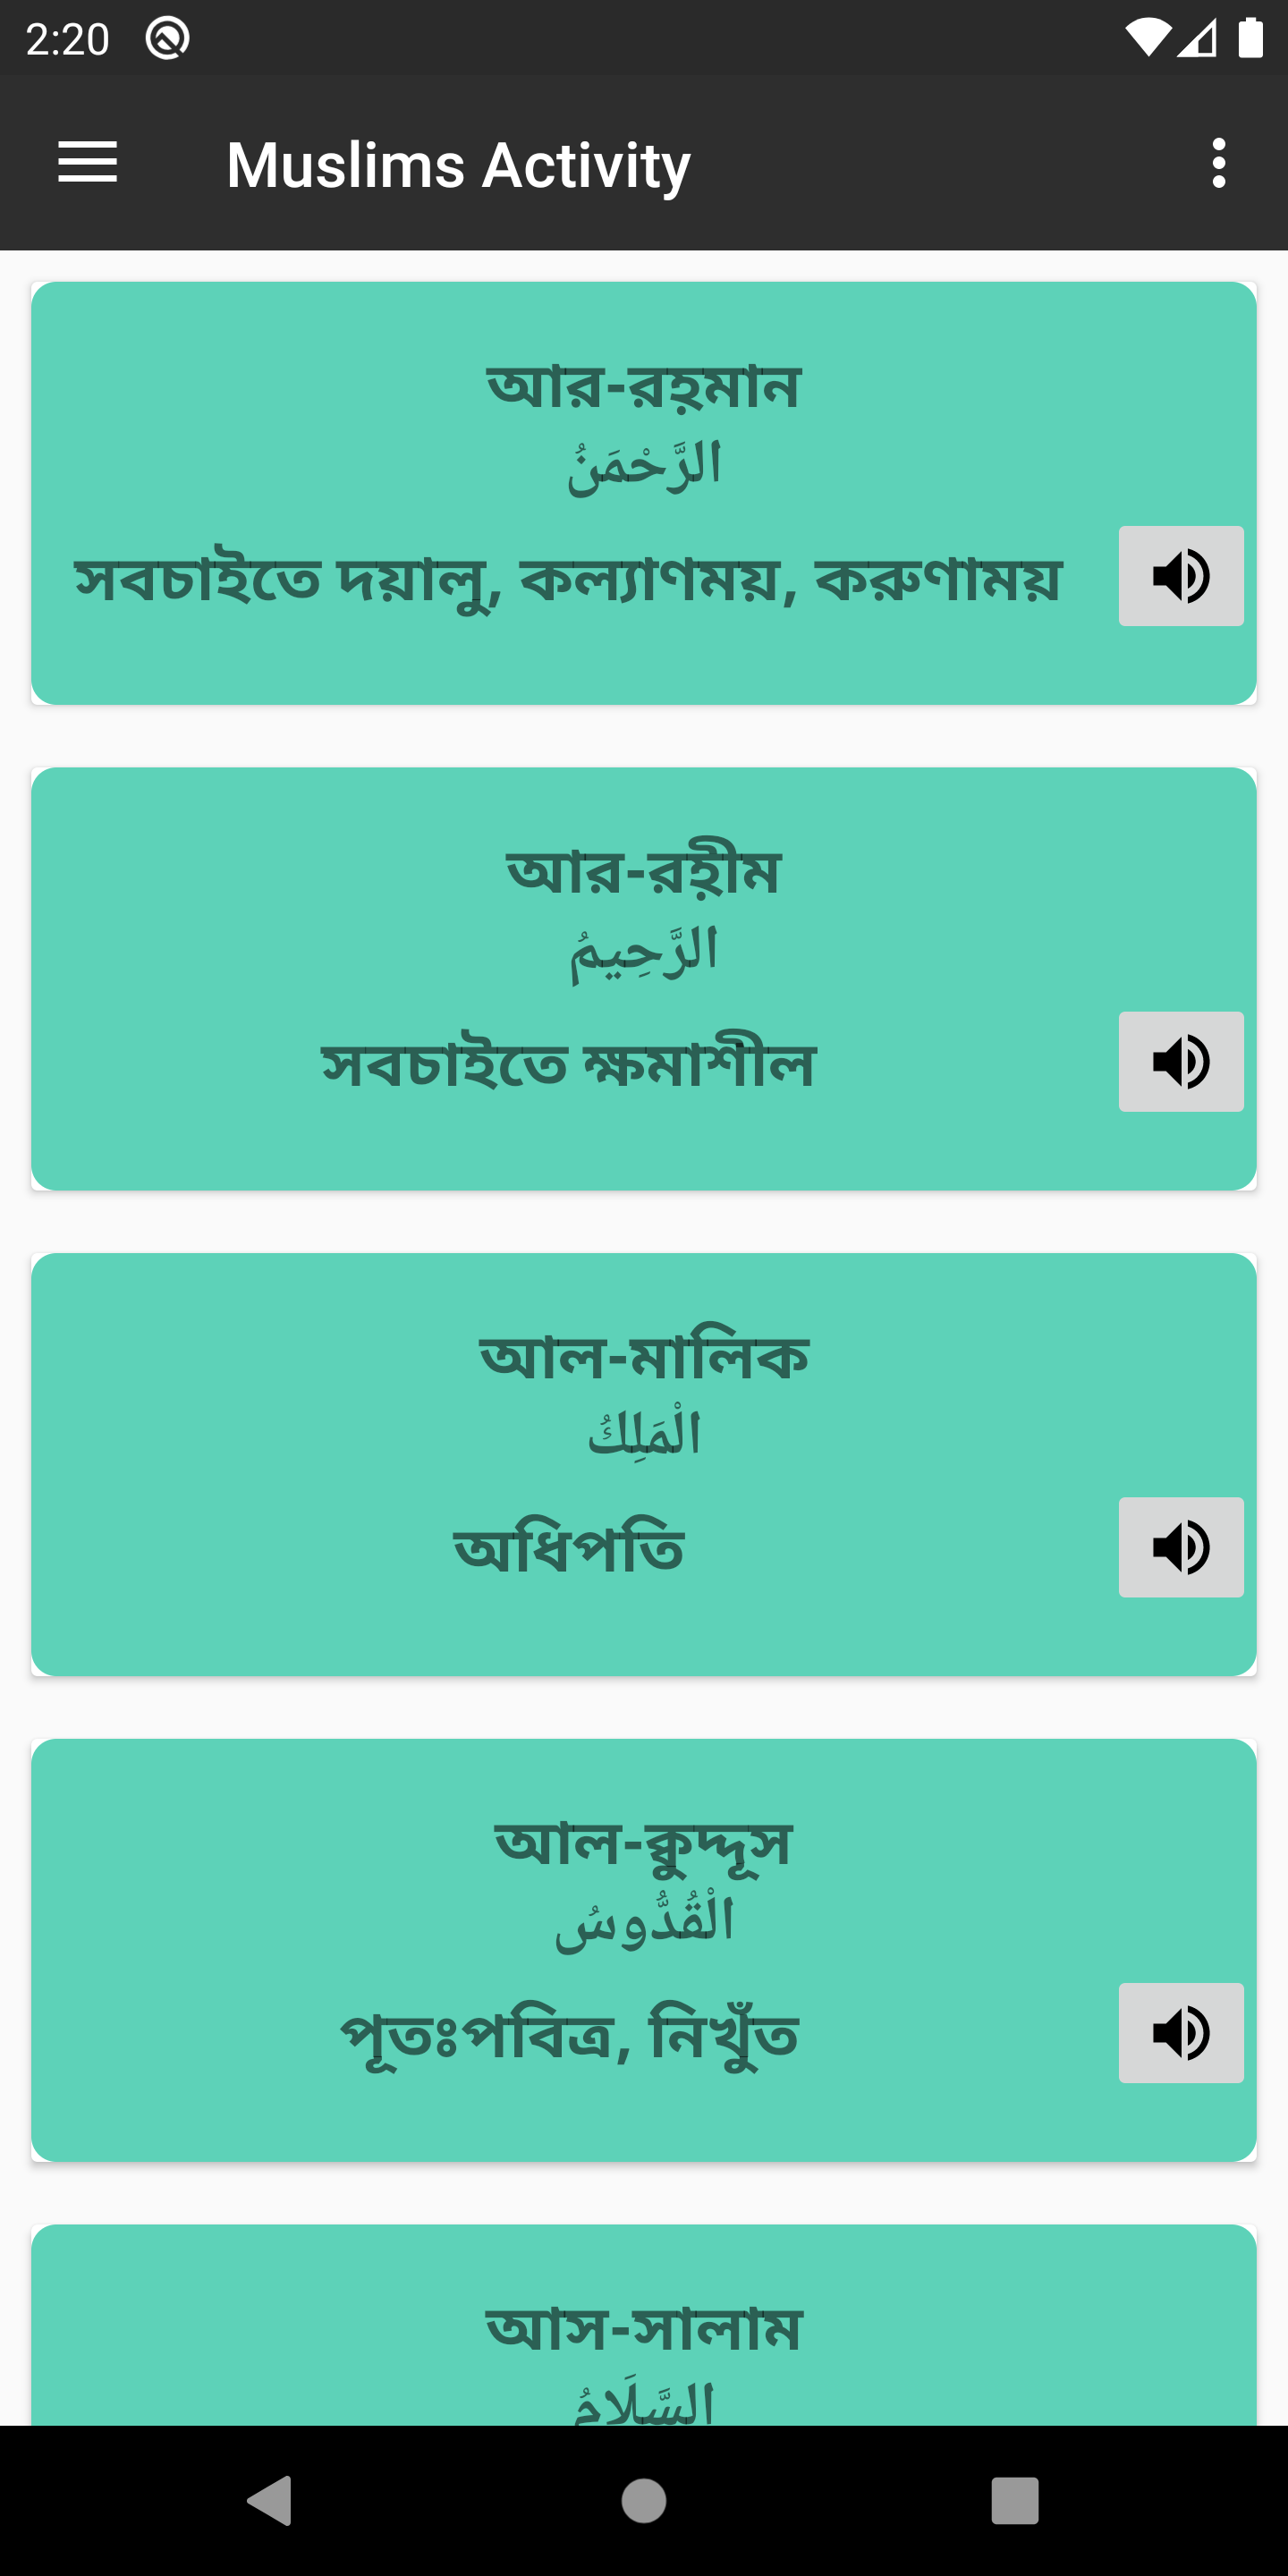 2:20
Muslims Activity
আর-রহ়মান
الرَّحْمَنُ
সবচাইতে দয়ালু, কল্যাণময়, করুণাময়
আর-রহ়ীম
الرَّحِيمُ
সবচাইতে ক্ষমাশীল
আল-মালিক
الْمَلِكُ
অধিপতি
আল-ক্বুদ্দূস
الْقُدُّوسُ
পূতঃপবিত্র, নিখুঁত
আস-সালাম
السَّلَامُ